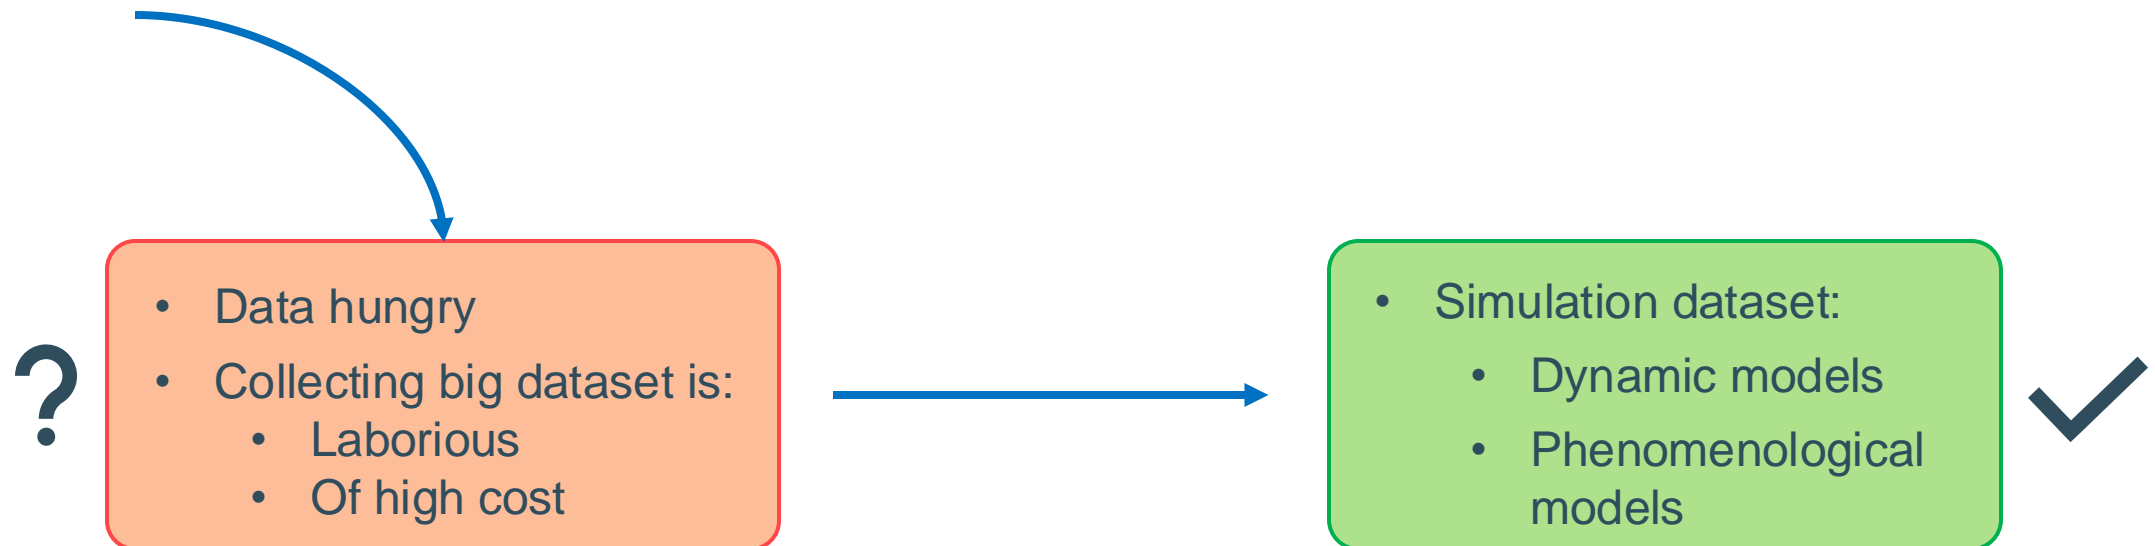 • Data hungry
• Collecting big dataset is:
• Laborious
• Of high cost
?
• Simulation dataset:
• Dynamic models
• Phenomenological
models